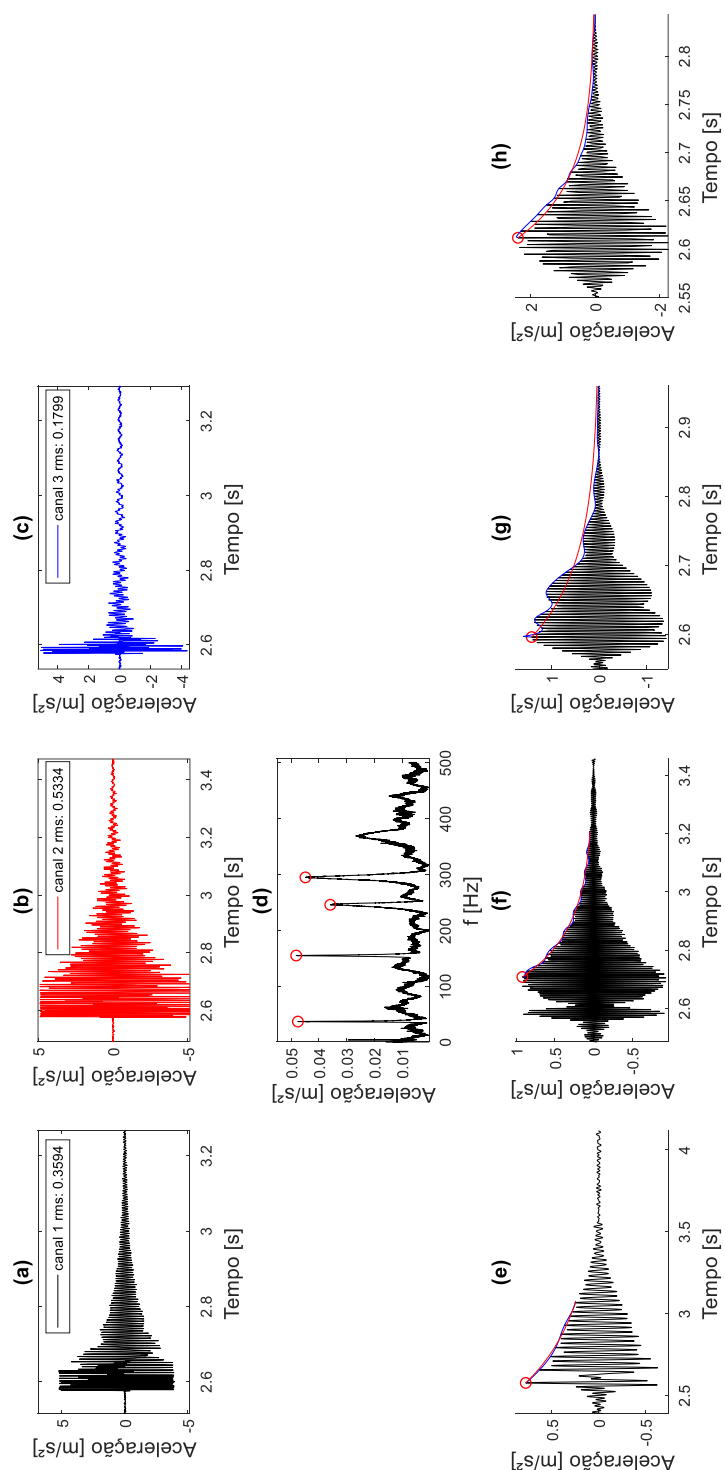 (a)
canal 1 rms: 0.3594
Aceleração [m/s²]
5
0
-5
2.6
2.8
3
3.2
Tempo [s]
(b)
canal 2 rms: 0.5334
Aceleração [m/s²]
5
0
-5
2.6
2.8
3
3.2
3.4
Tempo [s]
(c)
canal 3 rms: 0.1799
Aceleração [m/s²]
4
2
0
-2
-4
2.6
2.8
3
3.2
Tempo [s]
(d)
Aceleração [m/s²]
0.05
0.04
0.03
0.02
0.01
0
100
200
300
400
500
f [Hz]
(e)
Aceleração [m/s²]
0.5
0
-0.5
2.5
3
3.5
4
Tempo [s]
(f)
Aceleração [m/s²]
1
0.5
0
-0.5
2.6
2.8
3
3.2
3.4
Tempo [s]
(g)
Aceleração [m/s²]
1
0
-1
2.6
2.7
2.8
2.9
Tempo [s]
(h)
Aceleração [m/s²]
2
0
-2
2.55
2.6
2.65
2.7
2.75
2.8
Tempo [s]